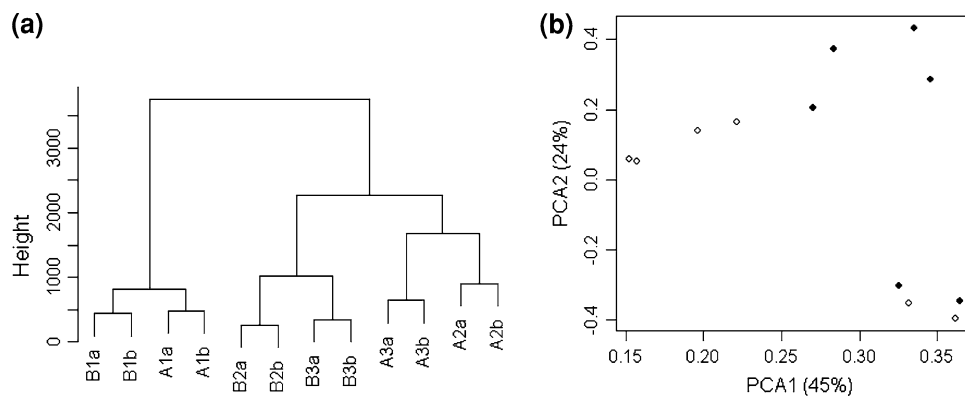 (a)
Height
0
1000
2000
3000
B1a
B1b
A1a
A1b
B2a
B2b
B3a
B3b
A3a
A3b
A2a
A2b
(b)
PCA2 (24%)
0.4
0.2
0.0
-0.2
-0.4
0.15 0.20 0.25 0.30 0.35
PCA1 (45%)